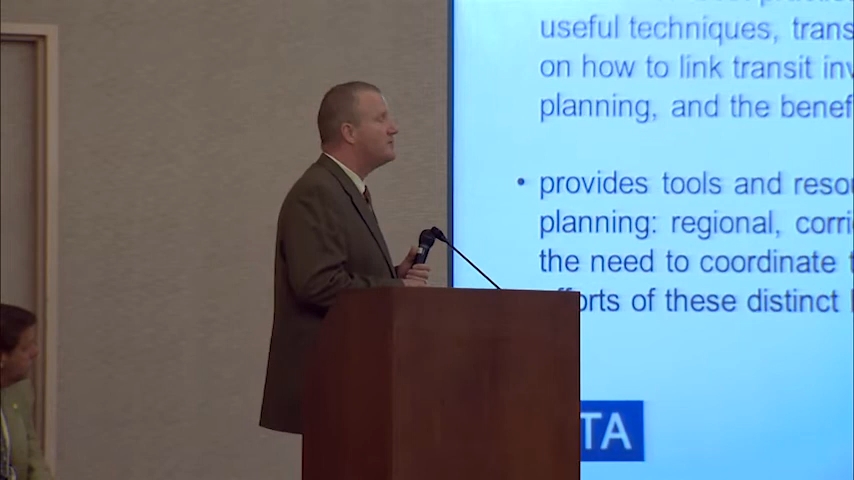 useful techniques, trans
on how to link transit inv
planning, and the benef
• provides tools and resou
planning: regional, corri
the need to coordinate t
efforts of these distinct l
TA